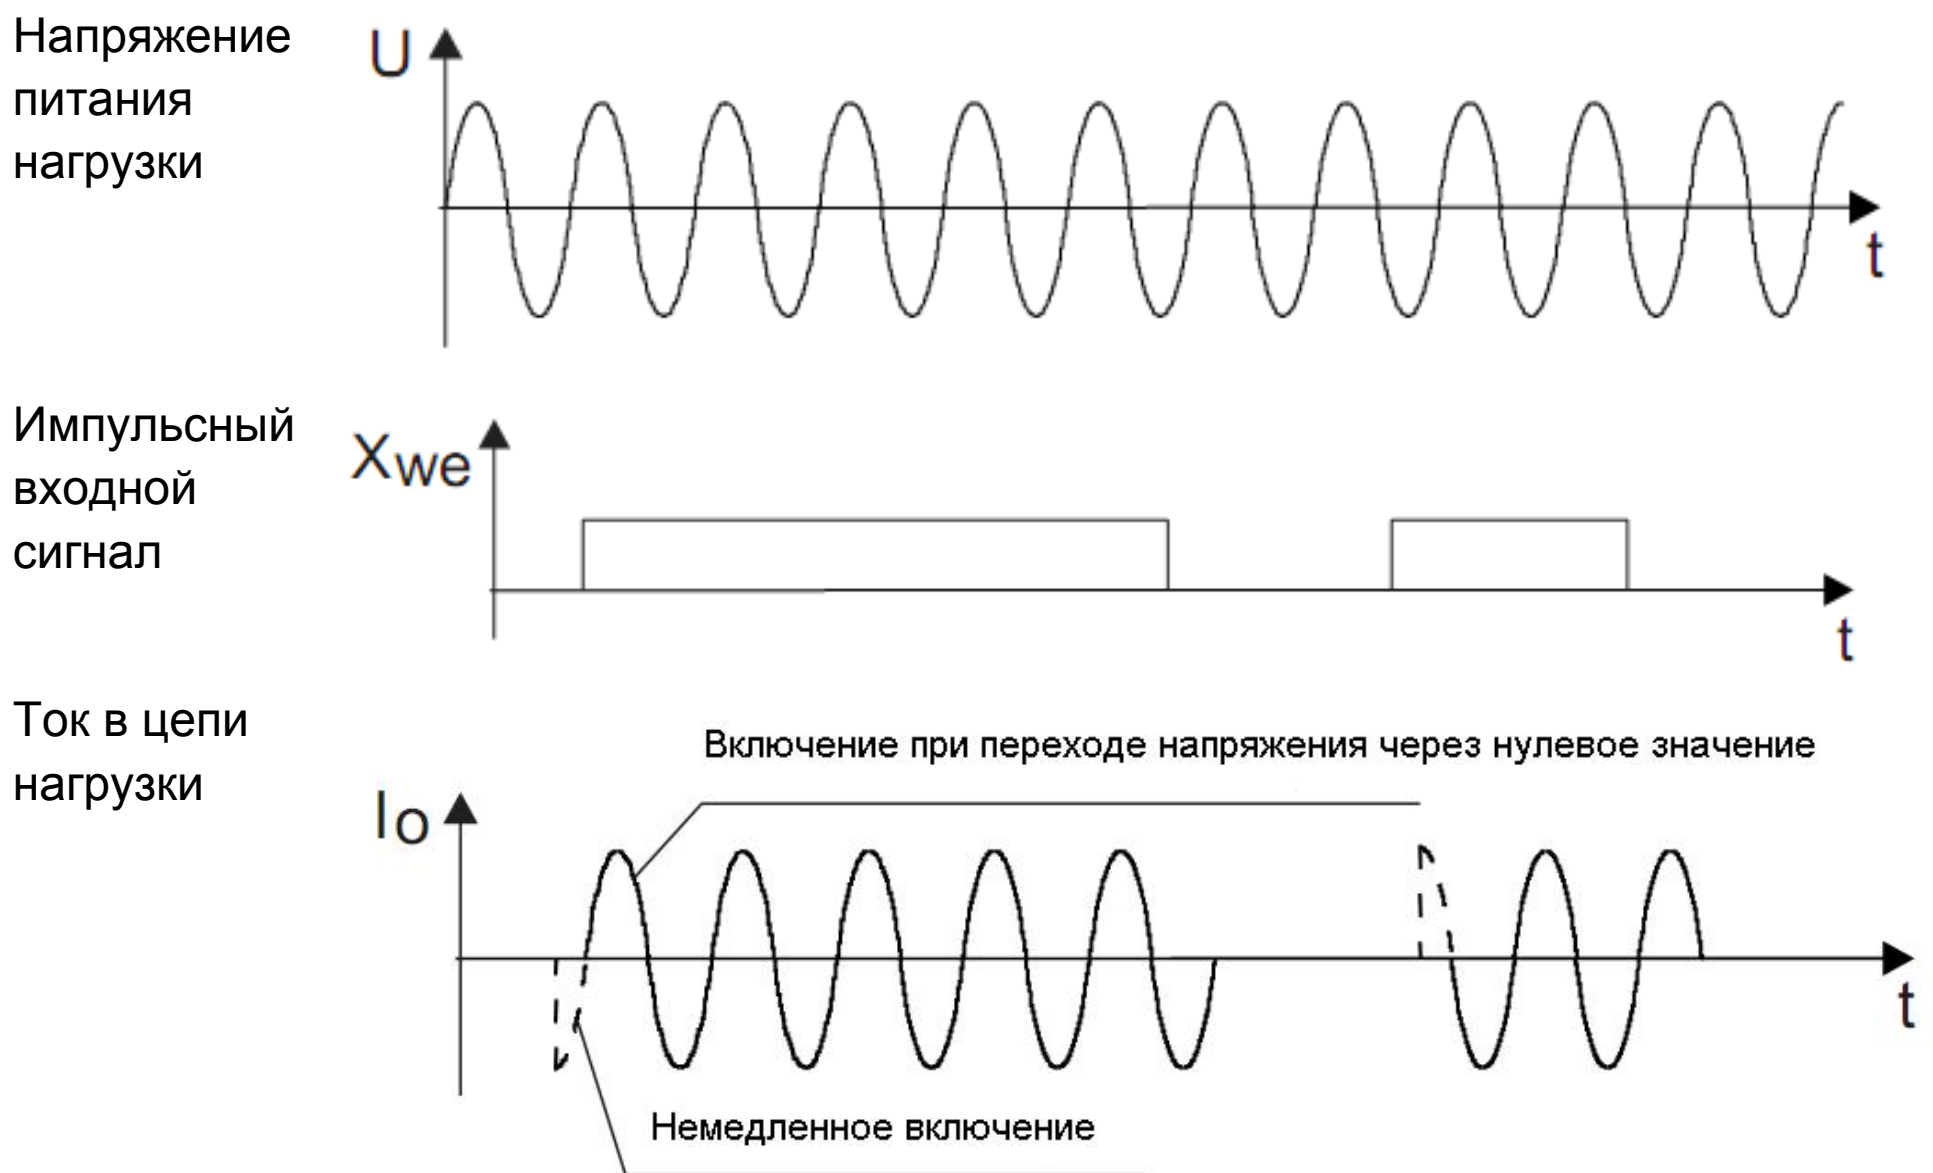 Напряжение
питания
нагрузки
U
t
Импульсный
входной
сигнал
Xwe
t
Ток в цепи
нагрузки
Включение при переходе напряжения через нулевое значение
Io
t
Немедленное включение